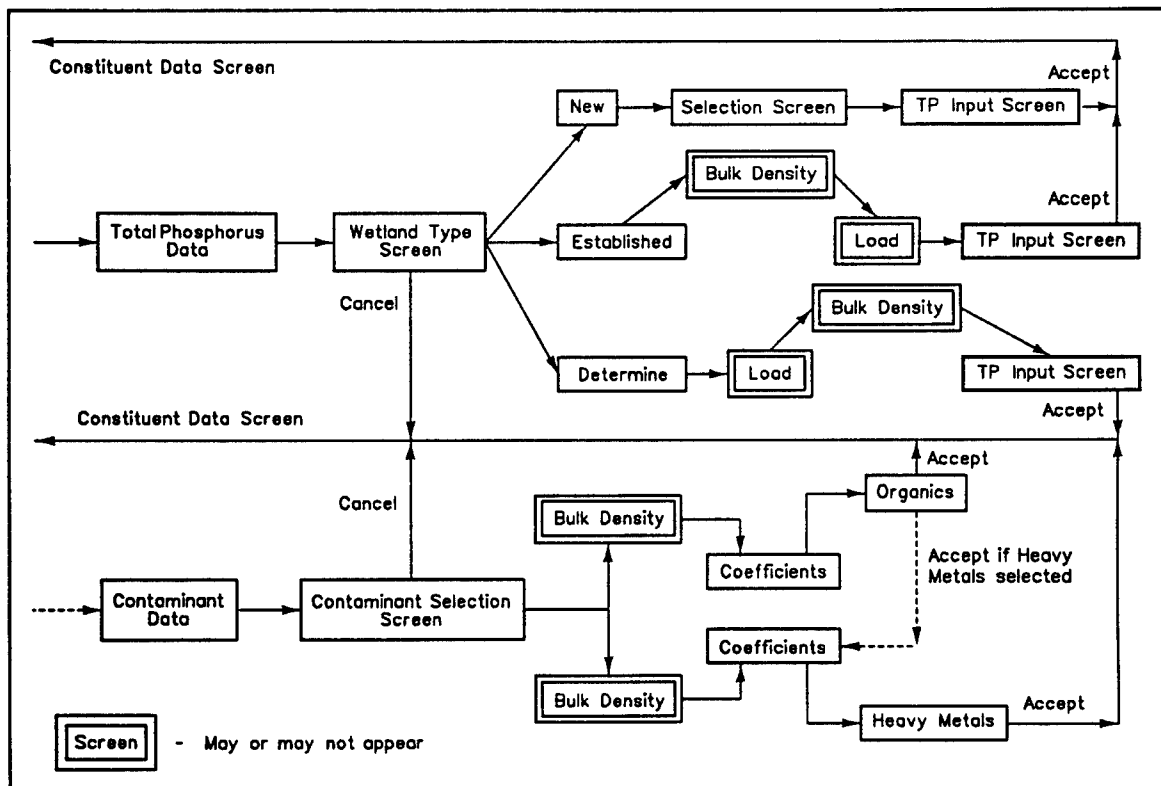 Constituent Data Screen
Accept
New
Selection Screen
TP Input Screen
Bulk Density
Accept
Total Phosphorus
Data
Wetland Type
Screen
Established
Load
TP Input Screen
Cancel
Bulk Density
Determine
Load
TP Input Screen
Accept
Constituent Data Screen
Accept
Cancel
Organics
Bulk Density
Accept if Heavy
Metals selected
Coefficients
Contaminant
Data
Contaminant Selection
Screen
Coefficients
Bulk Density
Accept
Heavy Metals
Screen
- May or may not appear